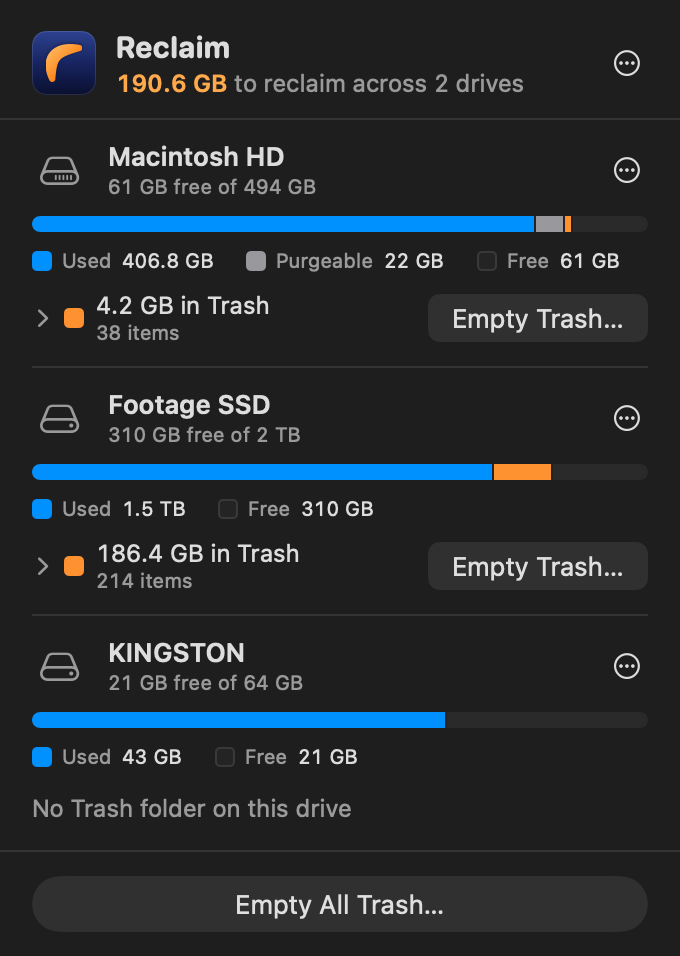 Reclaim
190.6 GB to reclaim across 2 drives
Macintosh HD
61 GB free of 494 GB
Used 406.8 GB Purgeable 22 GB Free 61 GB
4.2 GB in Trash
38 items
Empty Trash...
Footage SSD
310 GB free of 2 TB
Used 1.5 TB Free 310 GB
186.4 GB in Trash
214 items
Empty Trash...
KINGSTON
21 GB free of 64 GB
Used 43 GB Free 21 GB
No Trash folder on this drive
Empty All Trash...